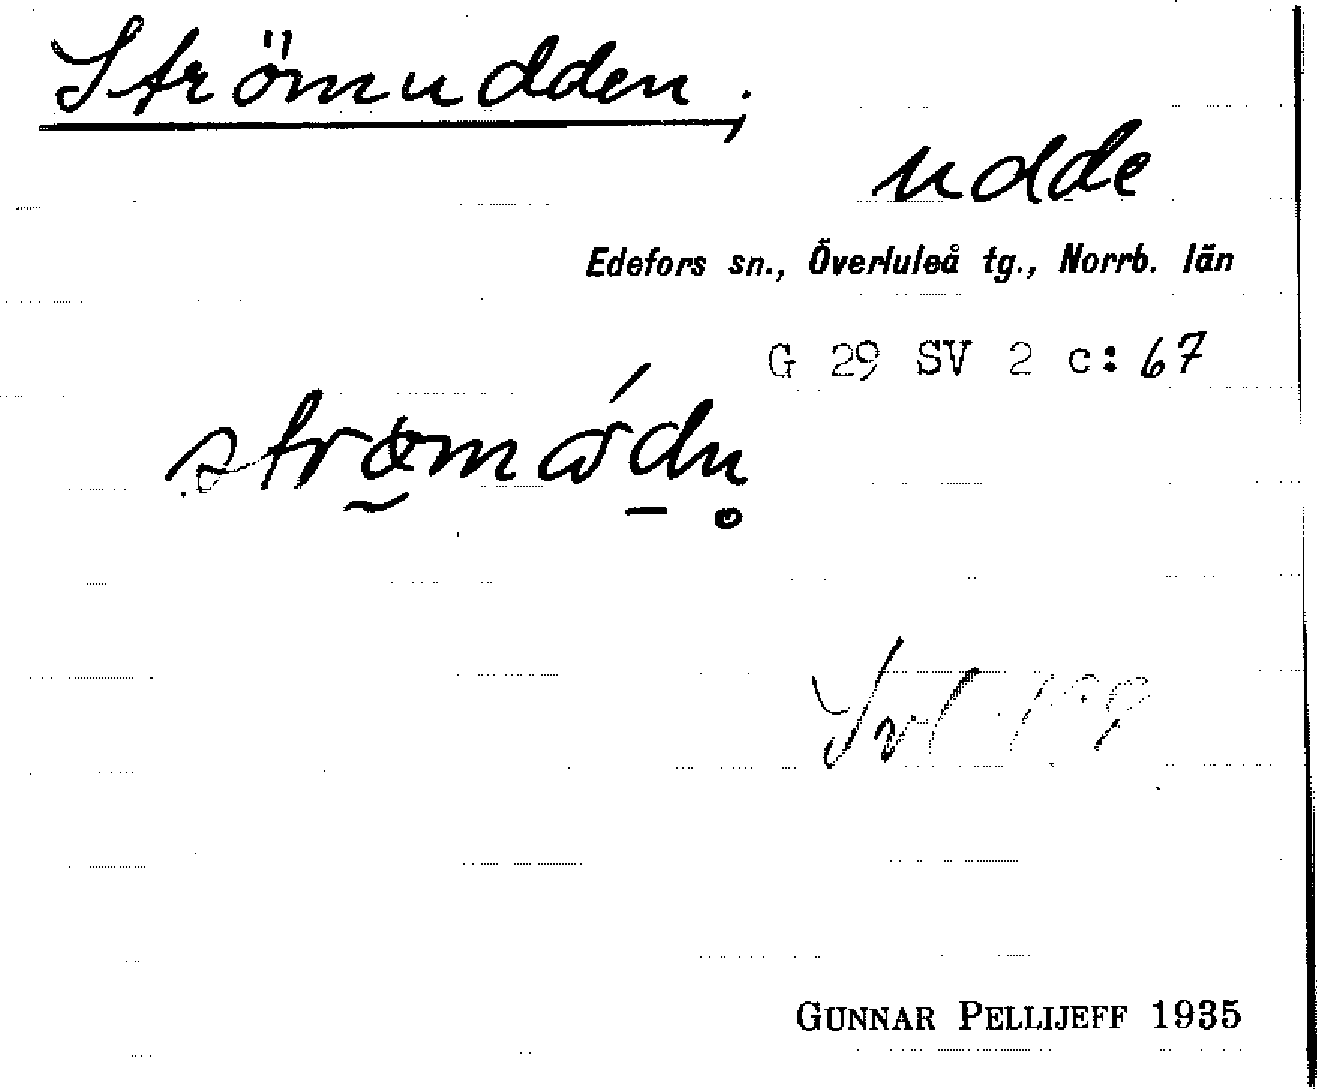 Strömudden,
udde
Edefors sn., Överluleå tg., Norrb. län
G 29 SV 2 c: 67
GUNNAR PELLIJEFF 1935